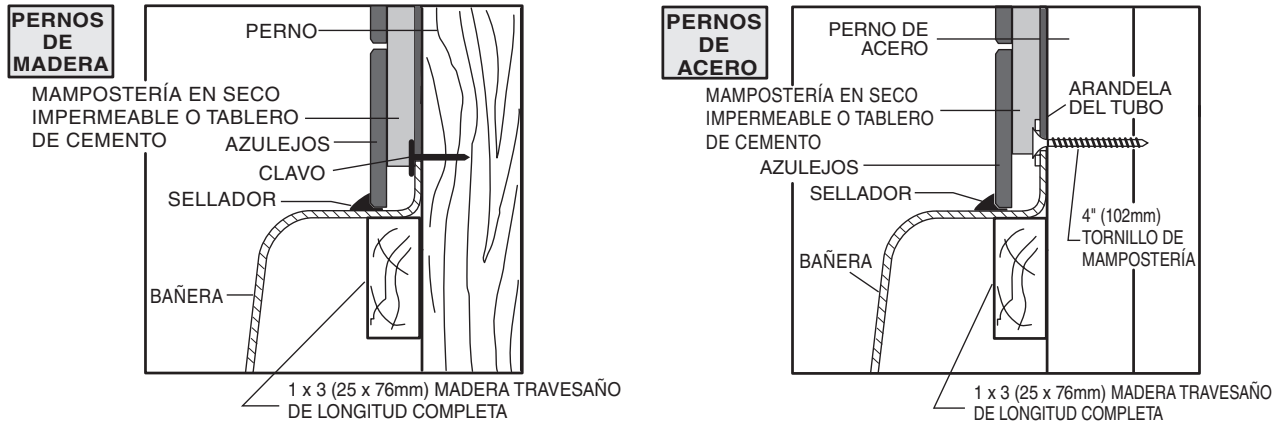 PERNOS
DE
MADERA
PERNO
MAMPOSTERÍA EN SECO
IMPERMEABLE O TABLERO
DE CEMENTO
AZULEJOS
CLAVO
SELLADOR
BAÑERA
1 x 3 (25 x 76mm) MADERA TRAVESAÑO
DE LONGITUD COMPLETA
PERNOS
DE
ACERO
PERNO DE
ACERO
MAMPOSTERÍA EN SECO
IMPERMEABLE O TABLERO
DE CEMENTO
ARANDELA
DEL TUBO
AZULEJOS
SELLADOR
4" (102mm)
TORNILLO DE
MAMPOSTERÍA
BAÑERA
1 x 3 (25 x 76mm) MADERA TRAVESAÑO
DE LONGITUD COMPLETA